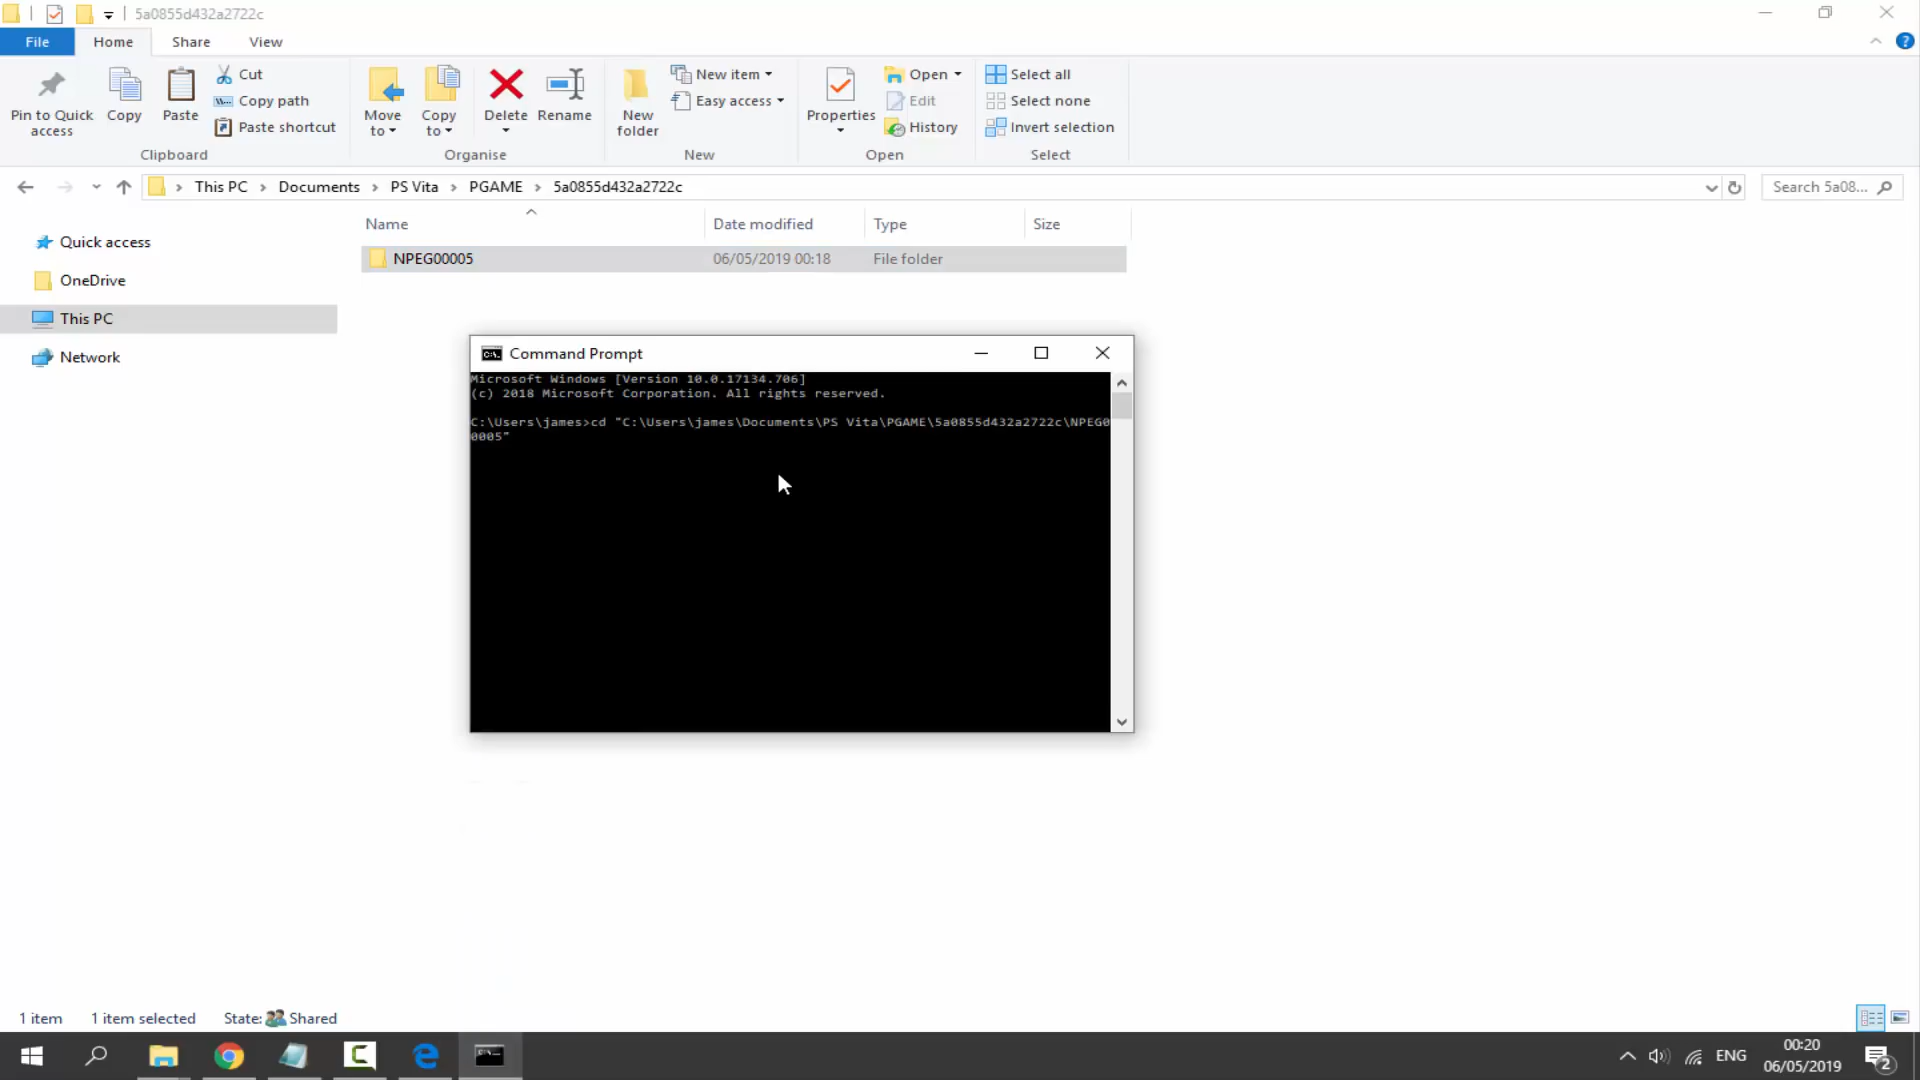 5a0855d432a2722c
File
Home
Share
View
Pin to Quick access
Copy
Paste
Cut
Copy path
Paste shortcut
Clipboard
Move to
Copy to
Delete
Rename
Organise
New folder
New item
Easy access
New
Properties
Open
Edit
History
Open
Select all
Select none
Invert selection
Select
This PC > Documents > PS Vita > PGAME > 5a0855d432a2722c
Search 5a08...
Name
Date modified
Type
Size
NPEG00005
06/05/2019 00:18
File folder
Quick access
OneDrive
This PC
Network
Command Prompt
Microsoft Windows [Version 10.0.17134.706]
(c) 2018 Microsoft Corporation. All rights reserved.
C:\Users\james>cd "C:\Users\james\Documents\PS Vita\PGAME\5a0855d432a2722c\NPEG0
0005"
1 item
1 item selected
State: Shared
ENG
00:20
06/05/2019
2